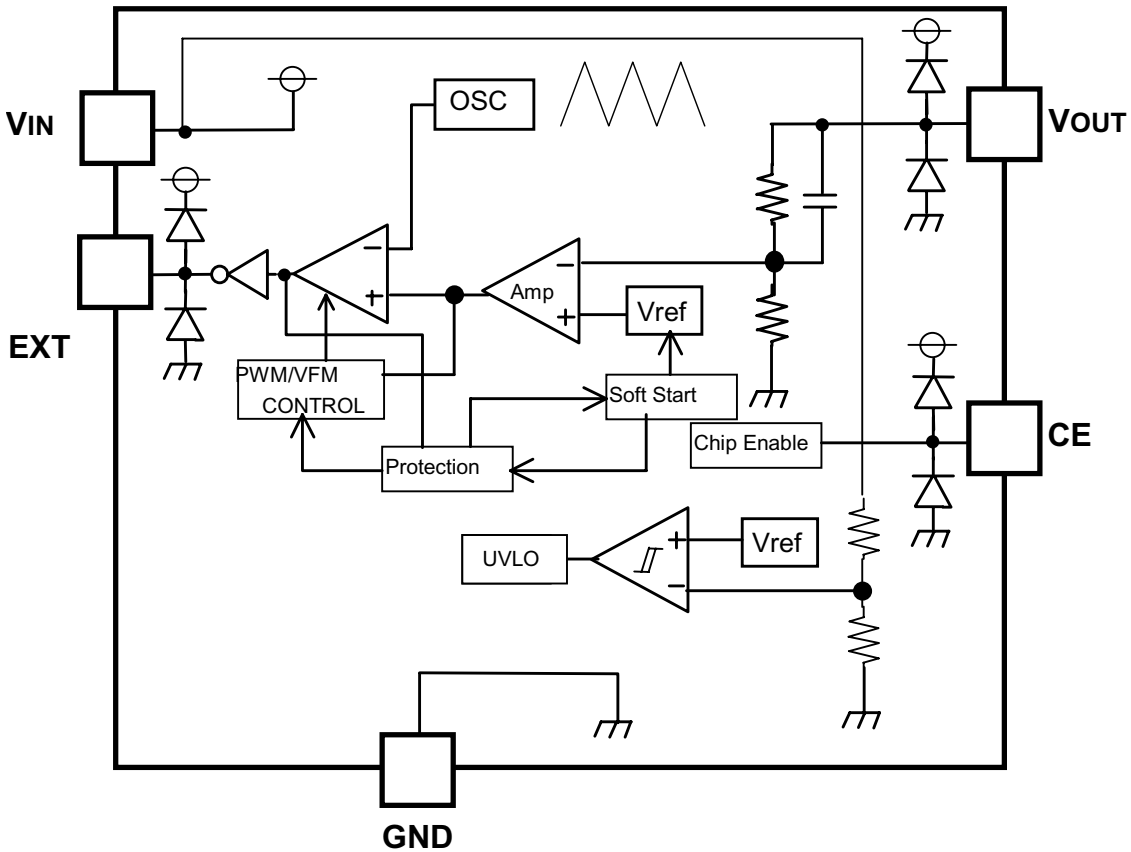 VIN
OSC
VOUT
EXT
Amp
Vref
PWM/VFM
CONTROL
Soft Start
Protection
Chip Enable
CE
UVLO
Vref
GND